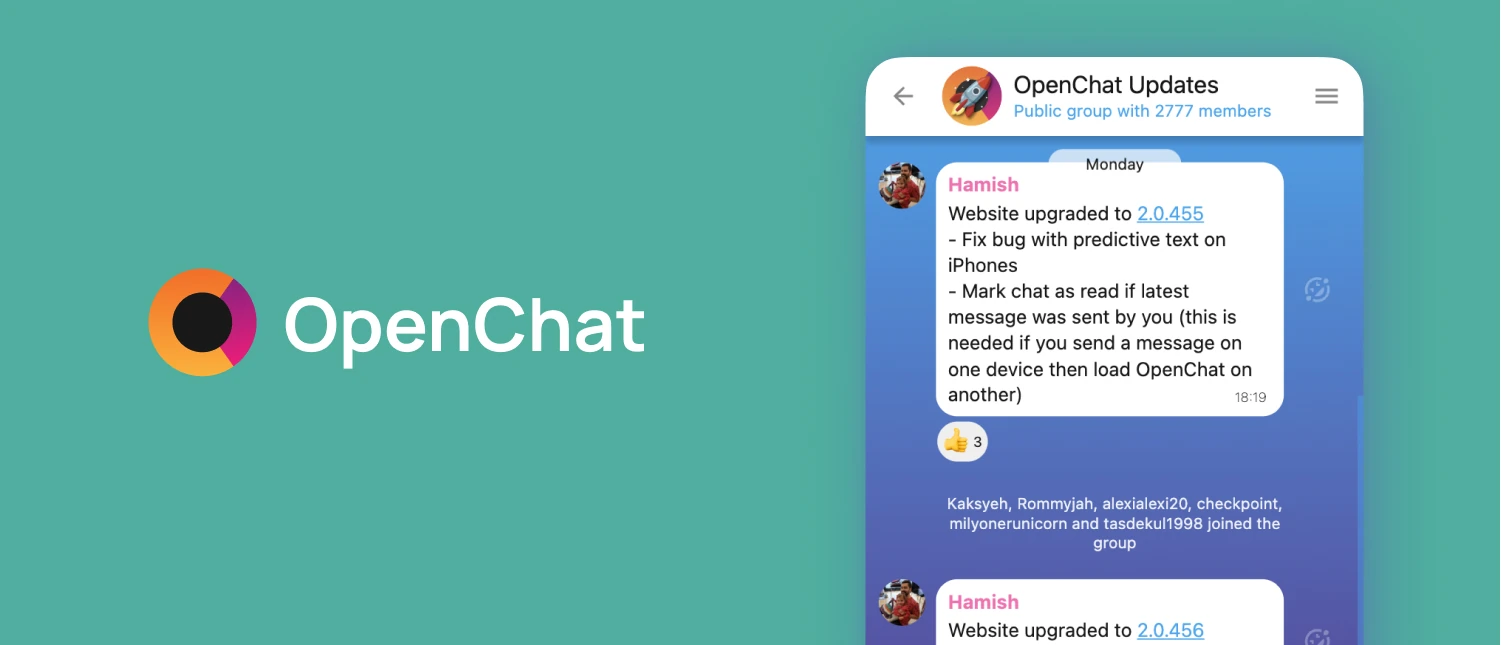 OpenChat
OpenChat Updates
Public group with 2777 members
Monday
Hamish
Website upgraded to 2.0.455
- Fix bug with predictive text on
iPhones
- Mark chat as read if latest
message was sent by you (this is
needed if you send a message on
one device then load OpenChat on
another)
18:19
👍 3
Kaksyeh, Rommyjah, alexialexi20, checkpoint,
milyonerunicorn and tasdekul1998 joined the
group
Hamish
Website upgraded to 2.0.456